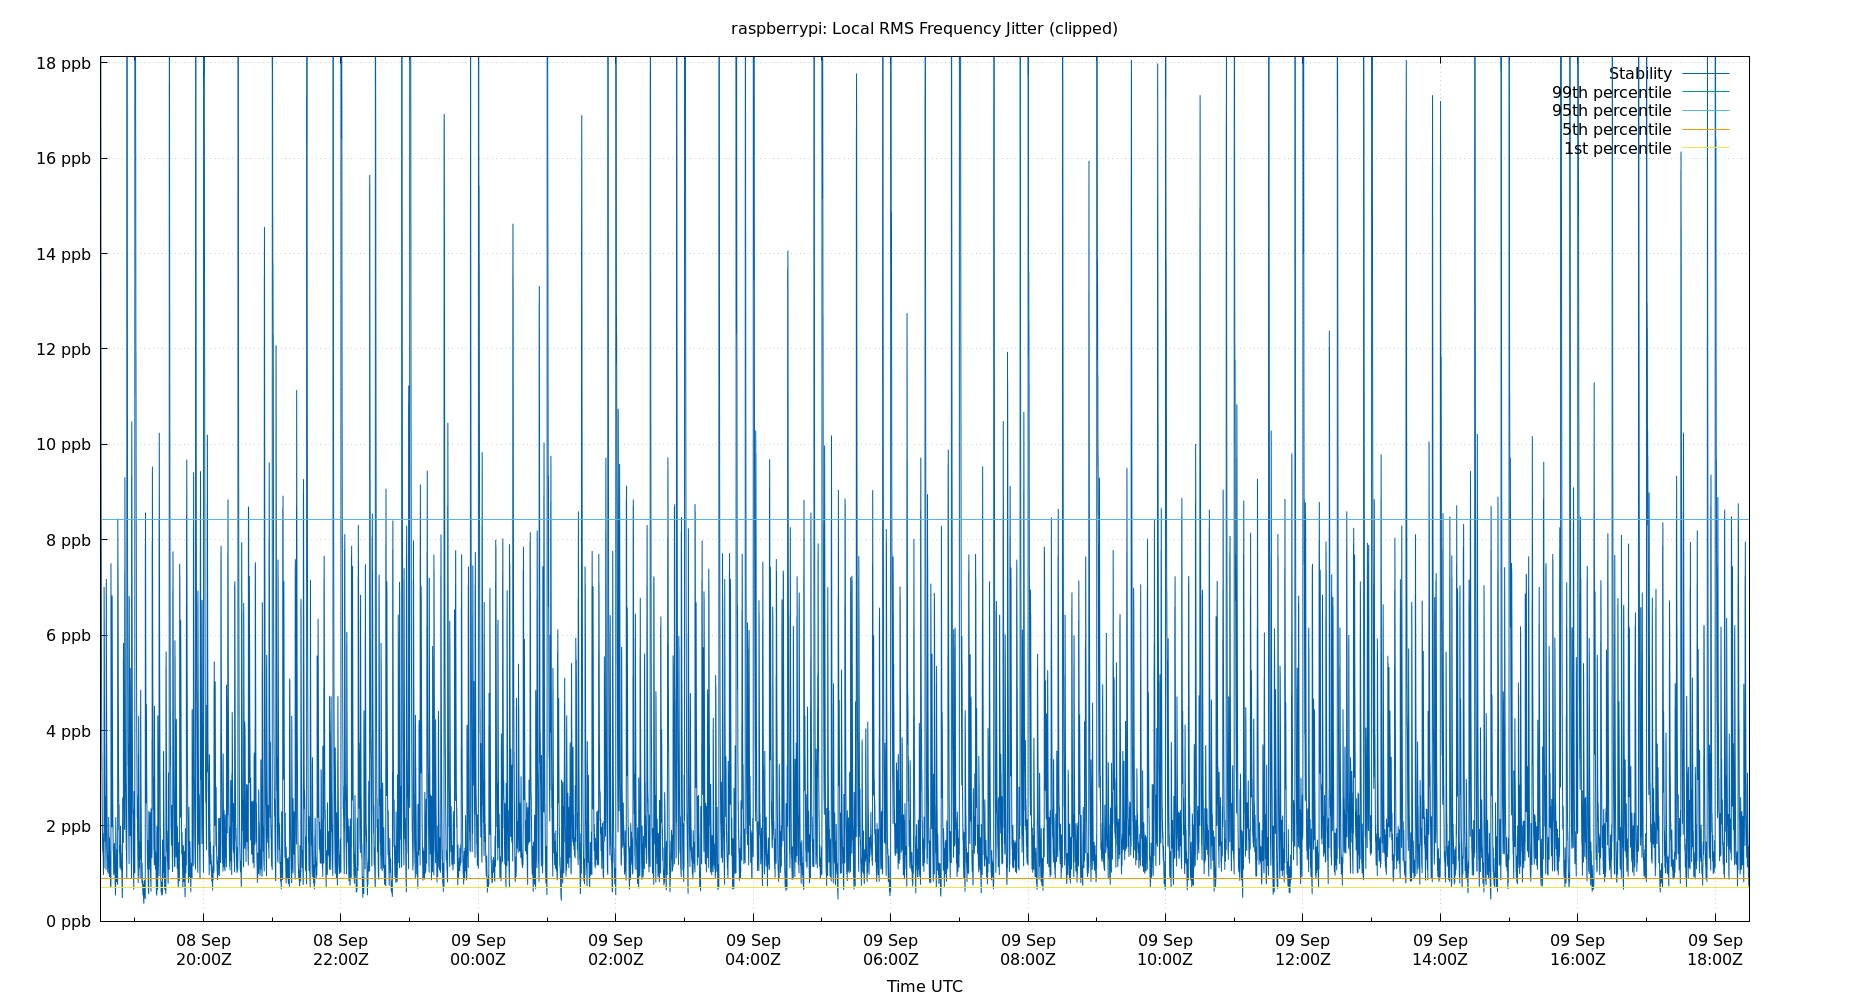 raspberrypi: Local RMS Frequency Jitter (clipped)
18 ppb
16 ppb
14 ppb
12 ppb
10 ppb
8 ppb
6 ppb
4 ppb
2 ppb
0 ppb
Stability
99th percentile
95th percentile
5th percentile
1st percentile
08 Sep 08 Sep 09 Sep 09 Sep 09 Sep 09 Sep 09 Sep 09 Sep 09 Sep 09 Sep 09 Sep 09 Sep
20:00Z 22:00Z 00:00Z 02:00Z 04:00Z 06:00Z 08:00Z 10:00Z 12:00Z 14:00Z 16:00Z 18:00Z
Time UTC